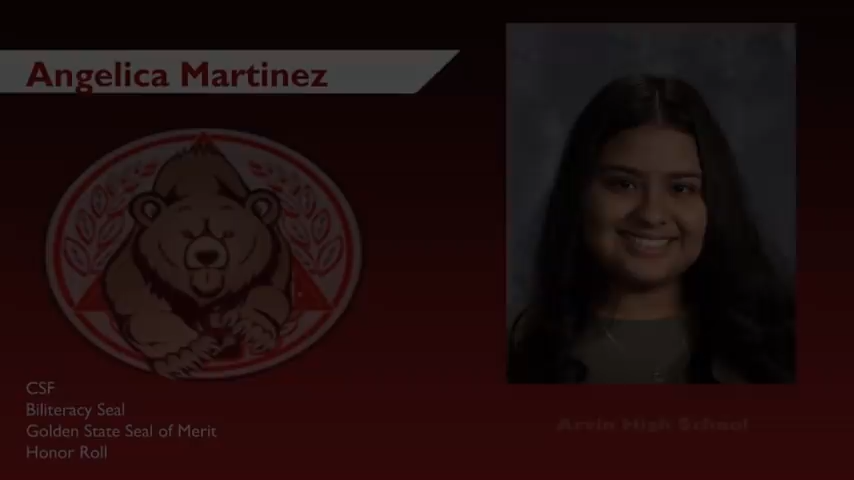 Angelica Martinez
CSF
Biliteracy Seal
Golden State Seal of Merit
Honor Roll
Arvin High School